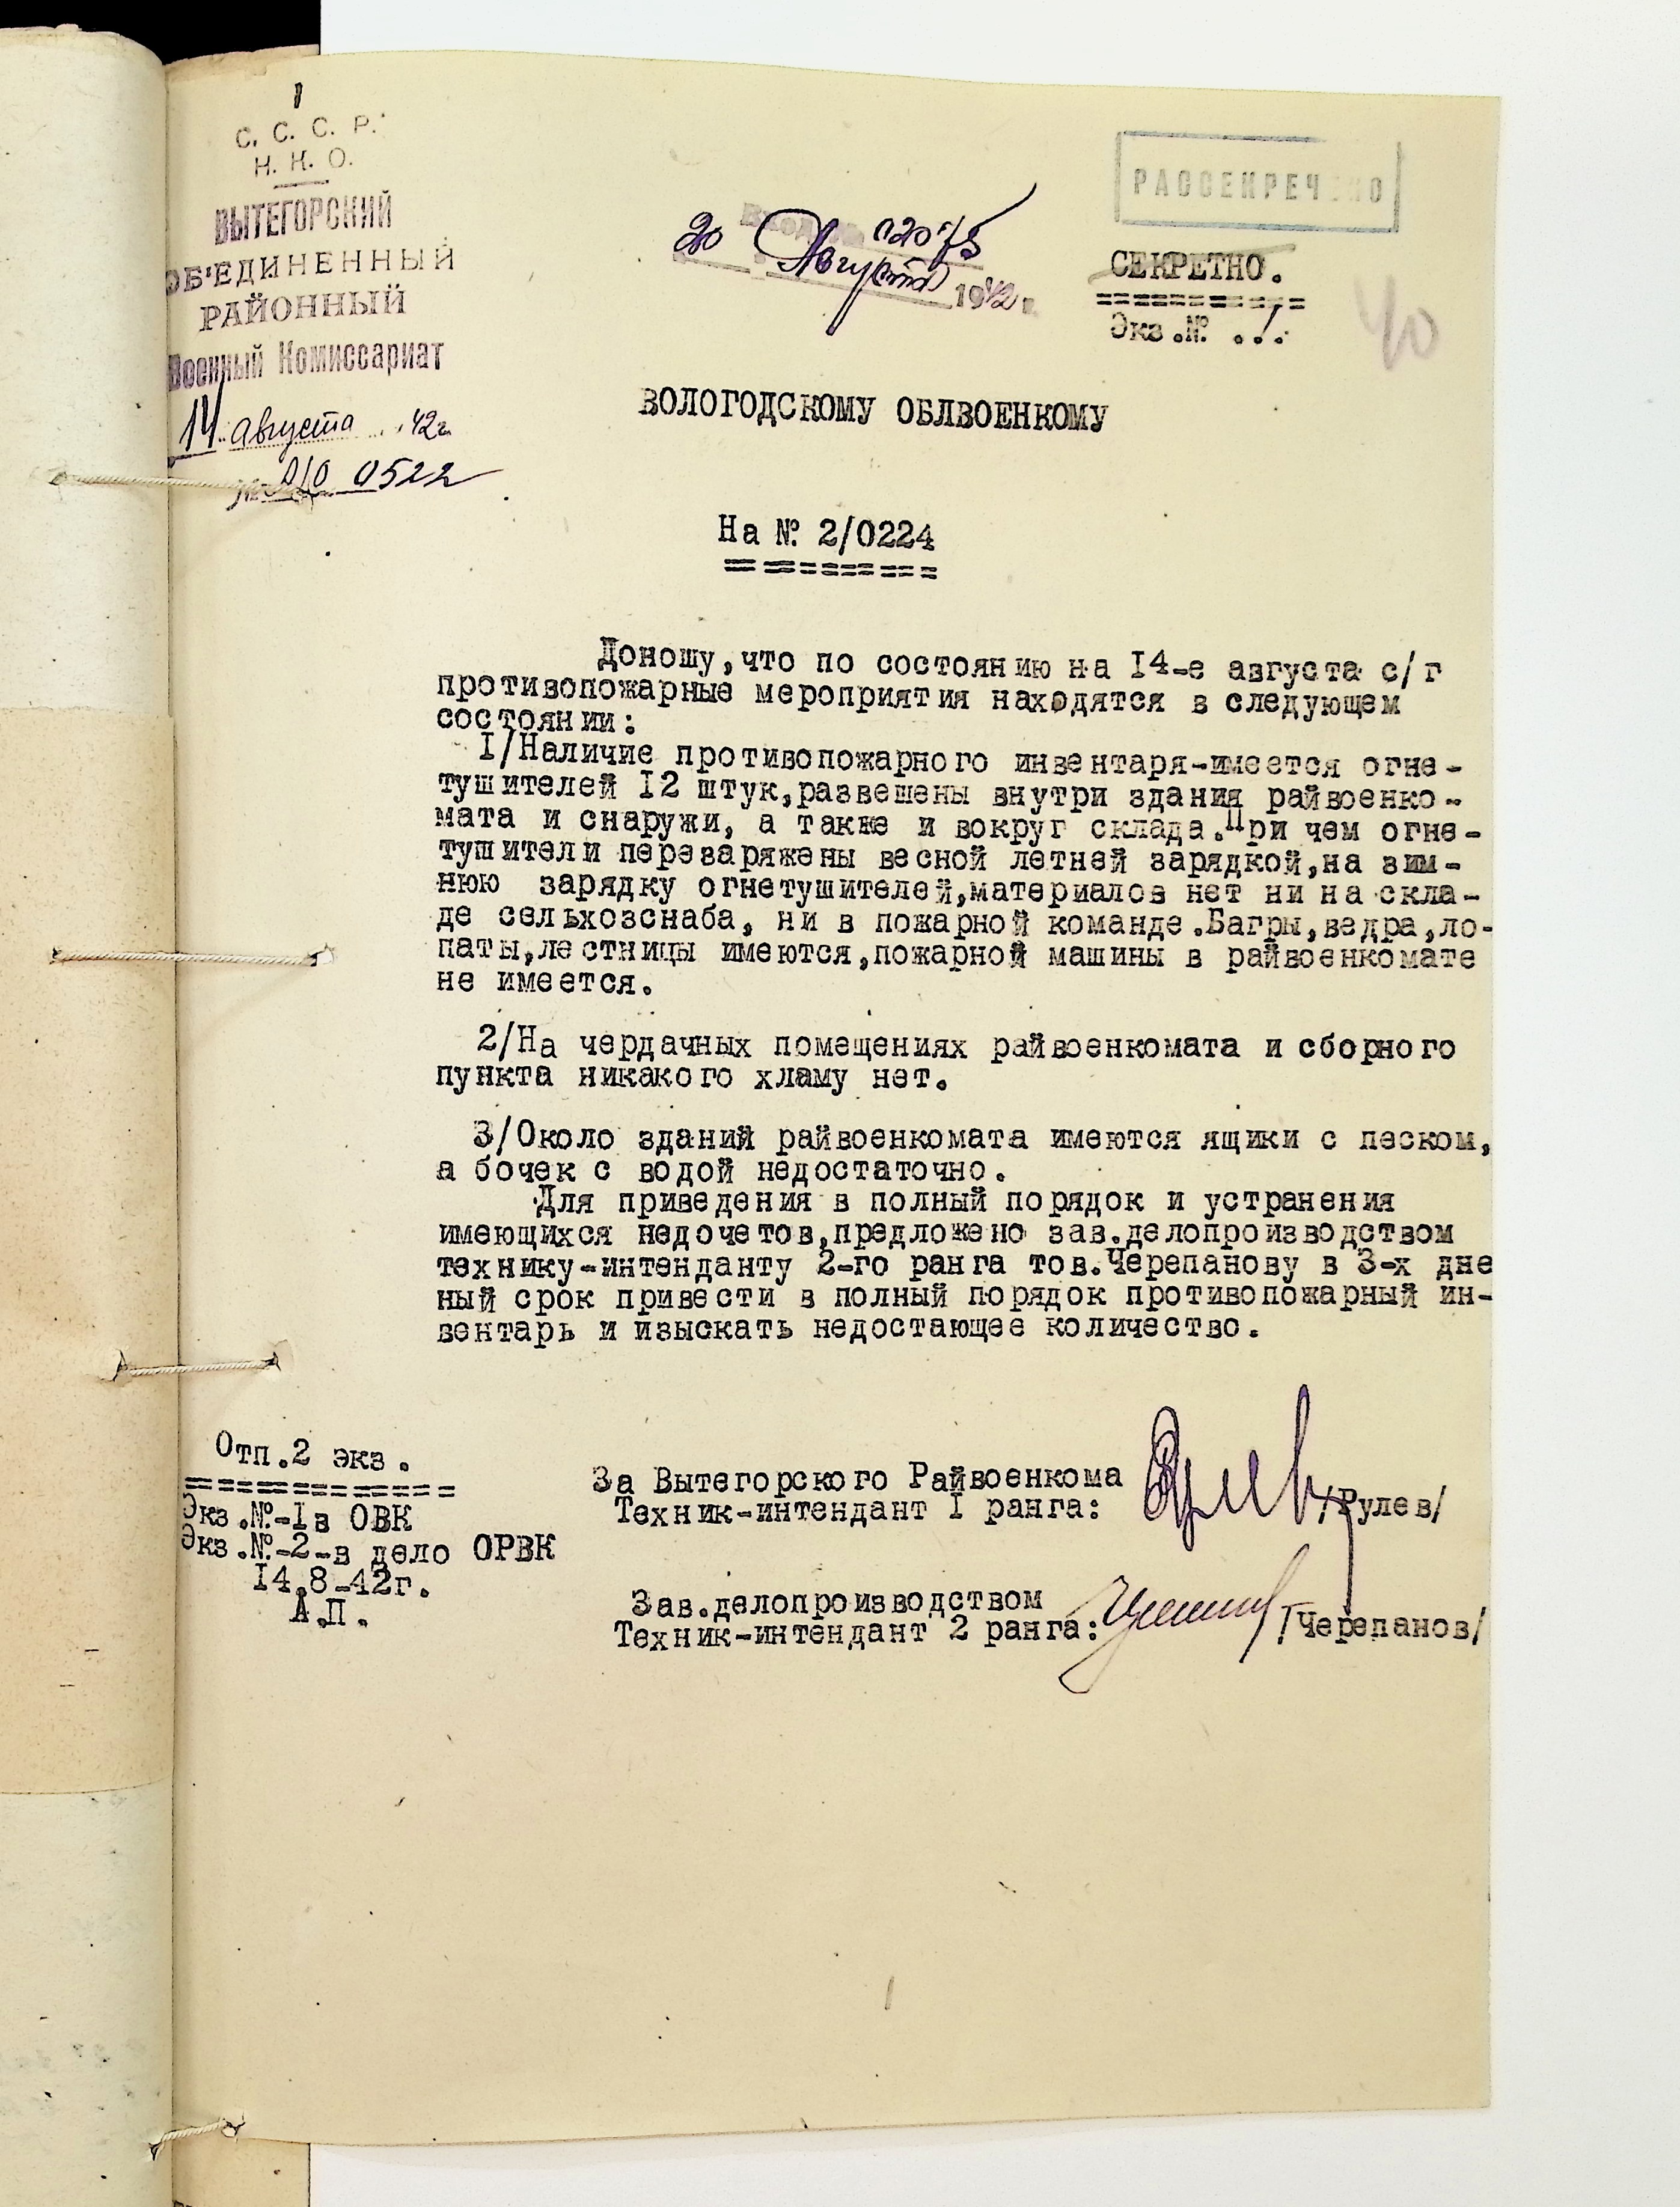 С. С. С. Р.
Н. К. О.
ВЫТЕГОРСКИЙ
ОБ'ЕДИНЕННЫЙ
РАЙОННЫЙ
Военный Комиссариат
14 августа 42г.
0522
Вход. № 02075
20 Августа 1942 г.
РАССЕКРЕЧЕНО
СЕКРЕТНО.
Экз.№ .1.
40
ВОЛОГОДСКОМУ ОБЛВОЕНКОМУ
На № 2/0224
Доношу,что по состоянию на 14-е августа с/г
противопожарные мероприятия находятся в следующем
состоянии:
1/Наличие противопожарного инвентаря-имеется огне-
тушителей 12 штук,развешены внутри здания райвоенко-
мата и снаружи, а также и вокруг склада.При чем огне-
тушители перезаряжены весной летней зарядкой,на зим-
нюю зарядку огнетушителей,материалов нет ни на скла-
де сельхозснаба, ни в пожарной команде.Багры,ведра,ло-
паты,лестницы имеются,пожарной машины в райвоенкомате
не имеется.
2/На чердачных помещениях райвоенкомата и сборного
пункта никакого хламу нет.
3/Около зданий райвоенкомата имеются ящики с песком,
а бочек с водой недостаточно.
Для приведения в полный порядок и устранения
имеющихся недочетов,предложено зав.делопроизводством
технику-интенданту 2-го ранга тов.Черепанову в 3-х дне
ный срок привести в полный порядок противопожарный ин-
вентарь и изыскать недостающее количество.
Отп.2 экз.
Экз.№-1в ОВК
Экз.№-2-в дело ОРВК
14.8-42г.
А.П.
За Вытегорского Райвоенкома
Техник-интендант 1 ранга: /Рулев/
Зав.делопроизводством
Техник-интендант 2 ранга: /Черепанов/